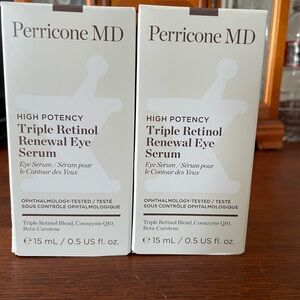 Perricone MD
HIGH POTENCY
Triple Retinol
Renewal Eye
Serum
Eye Serum / Sérum pour
le Contour des Yeux
OPHTHALMOLOGY-TESTED / TESTÉ
SOUS CONTRÔLE OPHTALMOLOGIQUE
Triple Retinol Blend, Coenzyme Q10,
Beta-Carotene
℮ 15 mL / 0.5 US fl. oz.
Perricone MD
HIGH POTENCY
Triple Retinol
Renewal Eye
Serum
Eye Serum / Sérum pour
le Contour des Yeux
OPHTHALMOLOGY-TESTED / TESTÉ
SOUS CONTRÔLE OPHTALMOLOGIQUE
Triple Retinol Blend, Coenzyme Q10,
Beta-Carotene
℮ 15 mL / 0.5 US fl. oz.